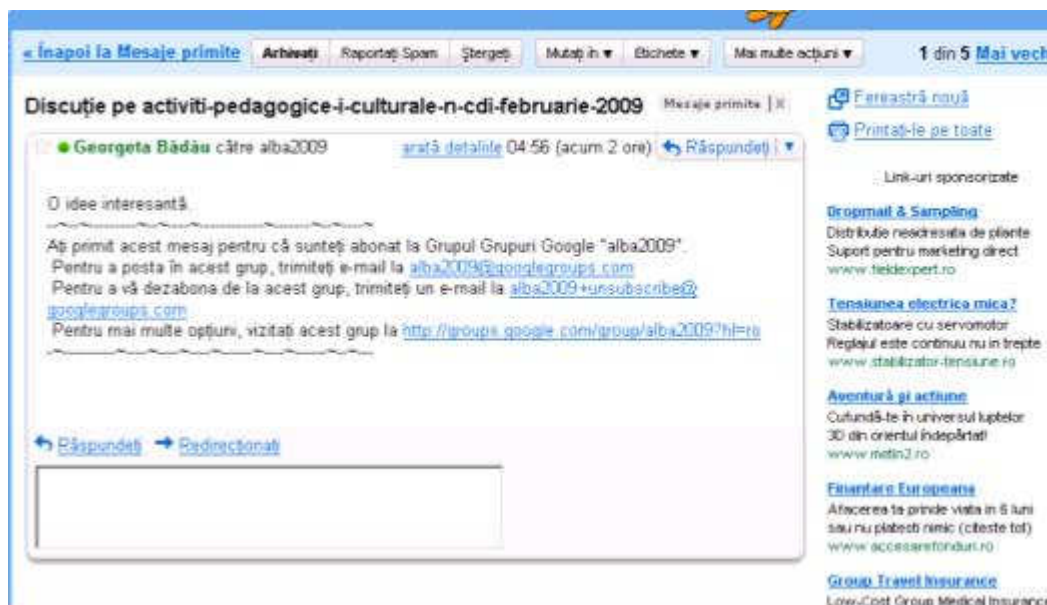 « Înapoi la Mesaje primite Arhivați Raportați Spam Ștergeți Mutați în ▼ Etichete ▼ Mai multe acțiuni ▼ 1 din 5 Mai vech
Discuție pe activiti-pedagogice-i-culturale-n-cdi-februarie-2009 Mesaje primite | X
Georgeta Bădău către alba2009 arată detaliile 04:56 (acum 2 ore) Răspundeți ▼
O idee interesantă.
--~--~---------~--~----~------------~-------~--~----~
Ați primit acest mesaj pentru că sunteți abonat la Grupul Grupuri Google "alba2009".
Pentru a posta în acest grup, trimiteți e-mail la alba2009@googlegroups.com
Pentru a vă dezabona de la acest grup, trimiteți un e-mail la alba2009+unsubscribe@
googlegroups.com
Pentru mai multe opțiuni, vizitați acest grup la http://groups.google.com/group/alba2009?hl=ro
-~----------~----~----~----~------~----~------~--~---
Răspundeți Redirecționați
Fereastră nouă
Printați-le pe toate
Link-uri sponsorizate
Dropmail & Sampling
Distributie neadresata de pliante
Suport pentru marketing direct
www.fieldexpert.ro
Tensiunea electrica mica?
Stabilizatoare cu servomotor
Reglajul este continuu nu in trepte
www.stabilizator-tensiune.ro
Aventură și actiune
Cufundă-te în universul luptelor
3D din orientul îndepărtat!
www.metin2.ro
Finantare Europeana
Afacerea ta prinde viata in 6 luni
sau nu platesti nimic (citeste tot)
www.accesarefonduri.ro
Group Travel Insurance
Low-Cost Group Medical Insurance